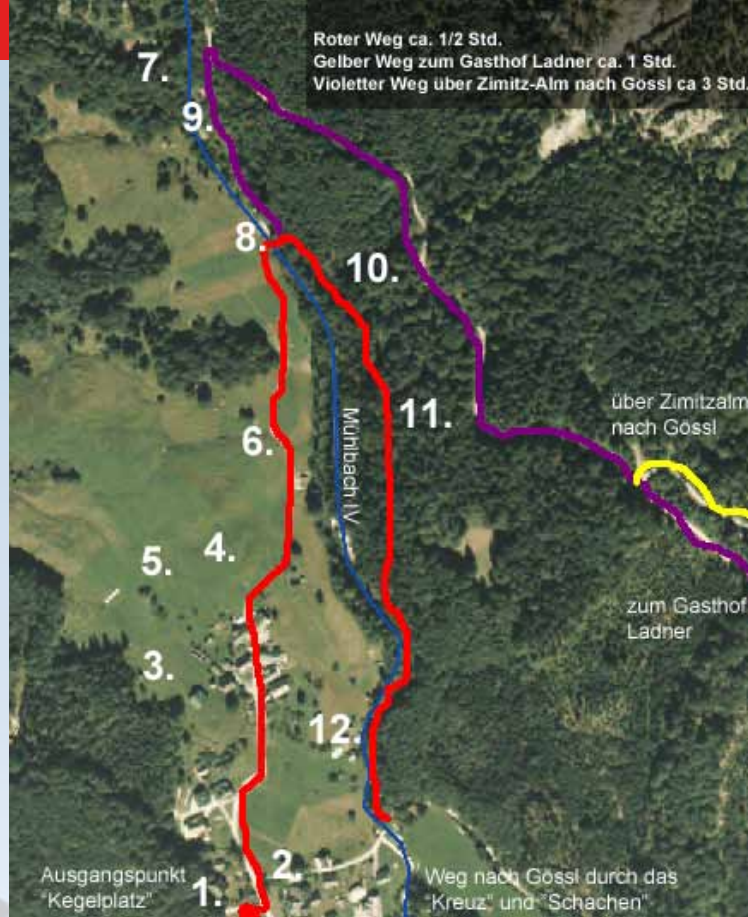 Roter Weg ca. 1/2 Std.
Gelber Weg zum Gasthof Ladner ca. 1 Std.
Violetter Weg über Zimitz-Alm nach Gössl ca 3 Std.
7.
9.
8.
10.
11.
über Zimitzalm
nach Gössl
6.
Mühlbach IV
4.
5.
zum Gasthof
Ladner
3.
12.
2.
Ausgangspunkt
"Kegelplatz"
1.
Weg nach Gössl durch das
"Kreuz" und "Schachen"